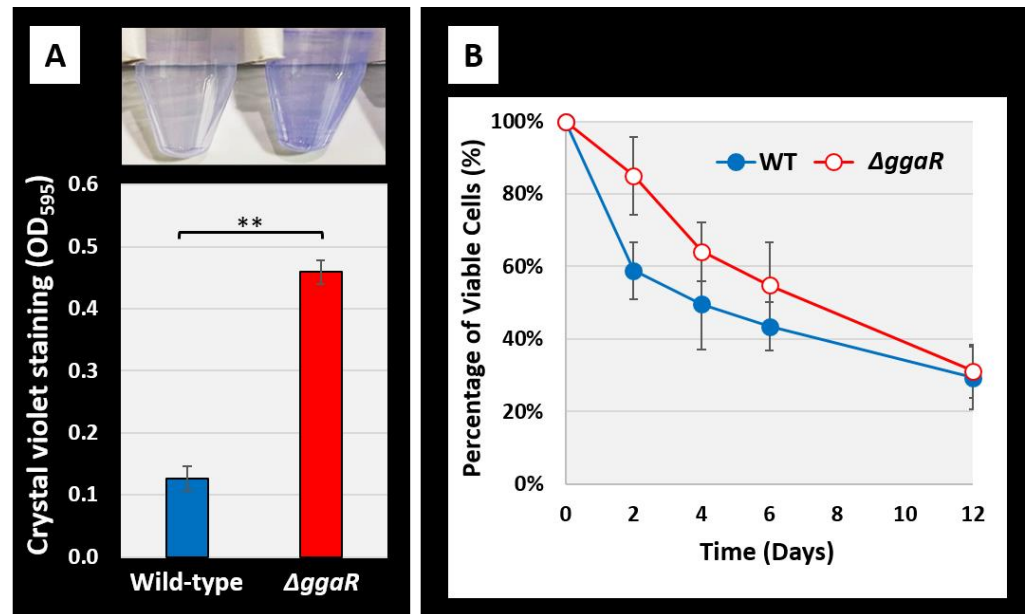 A
Crystal violet staining (OD595)
0.6
**
0.5
0.4
0.3
0.2
0.1
0.0
Wild-type ΔggaR
B
Percentage of Viable Cells (%)
100%
WT ΔggaR
80%
60%
40%
20%
0%
0 2 4 6 8 10 12
Time (Days)